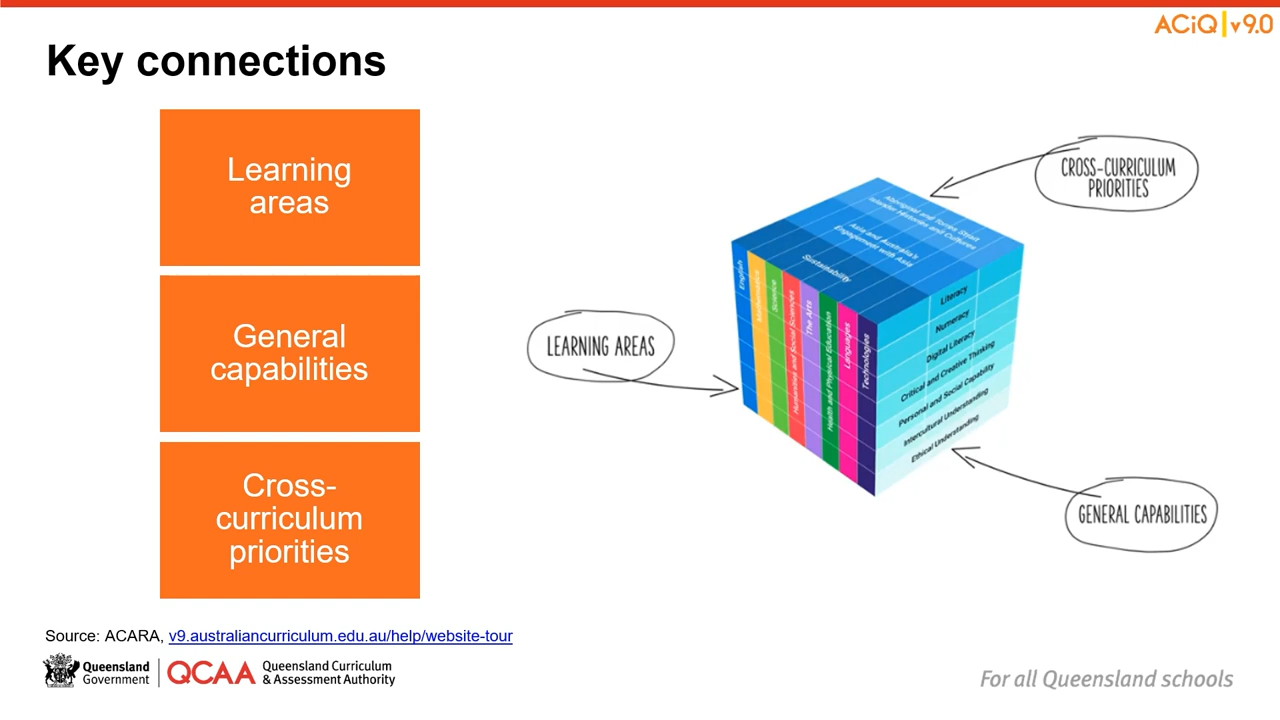 ACiQ v9.0
Key connections
Learning
areas
General
capabilities
Cross-
curriculum
priorities
CROSS-CURRICULUM
PRIORITIES
LEARNING AREAS
GENERAL CAPABILITIES
Aboriginal and Torres Strait
Islander Histories and Cultures
Asia and Australia's
Engagement with Asia
Sustainability
English
Mathematics
Science
Humanities and Social Sciences
The Arts
Health and Physical Education
Languages
Technologies
Literacy
Numeracy
Digital Literacy
Critical and Creative Thinking
Personal and Social Capability
Intercultural Understanding
Ethical Understanding
Source: ACARA, v9.australiancurriculum.edu.au/help/website-tour
Queensland
Government
QCAA
Queensland Curriculum
& Assessment Authority
For all Queensland schools